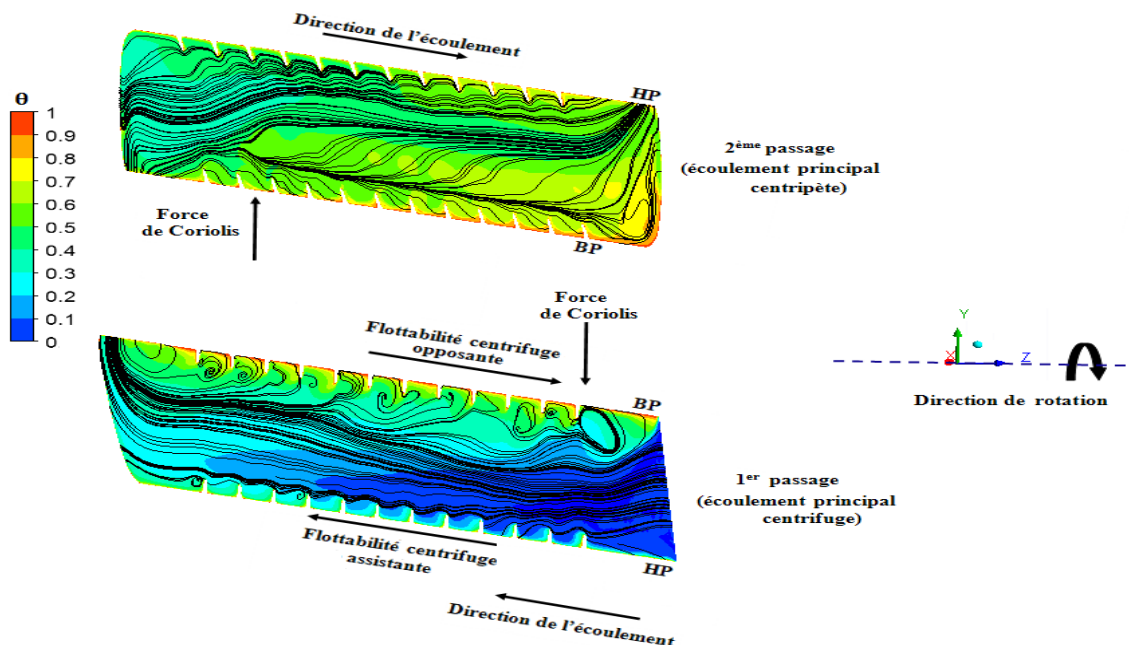 Direction de l'écoulement
HP
θ
1
0.9
0.8
0.7
0.6
0.5
0.4
0.3
0.2
0.1
0
2ème passage
(écoulement principal
centripète)
Force
de Coriolis
BP
Force
de Coriolis
Flottabilité centrifuge
opposante
BP
Y
X
Z
Direction de rotation
1er passage
(écoulement principal
centrifuge)
Flottabilité centrifuge
assistante
HP
Direction de l'écoulement